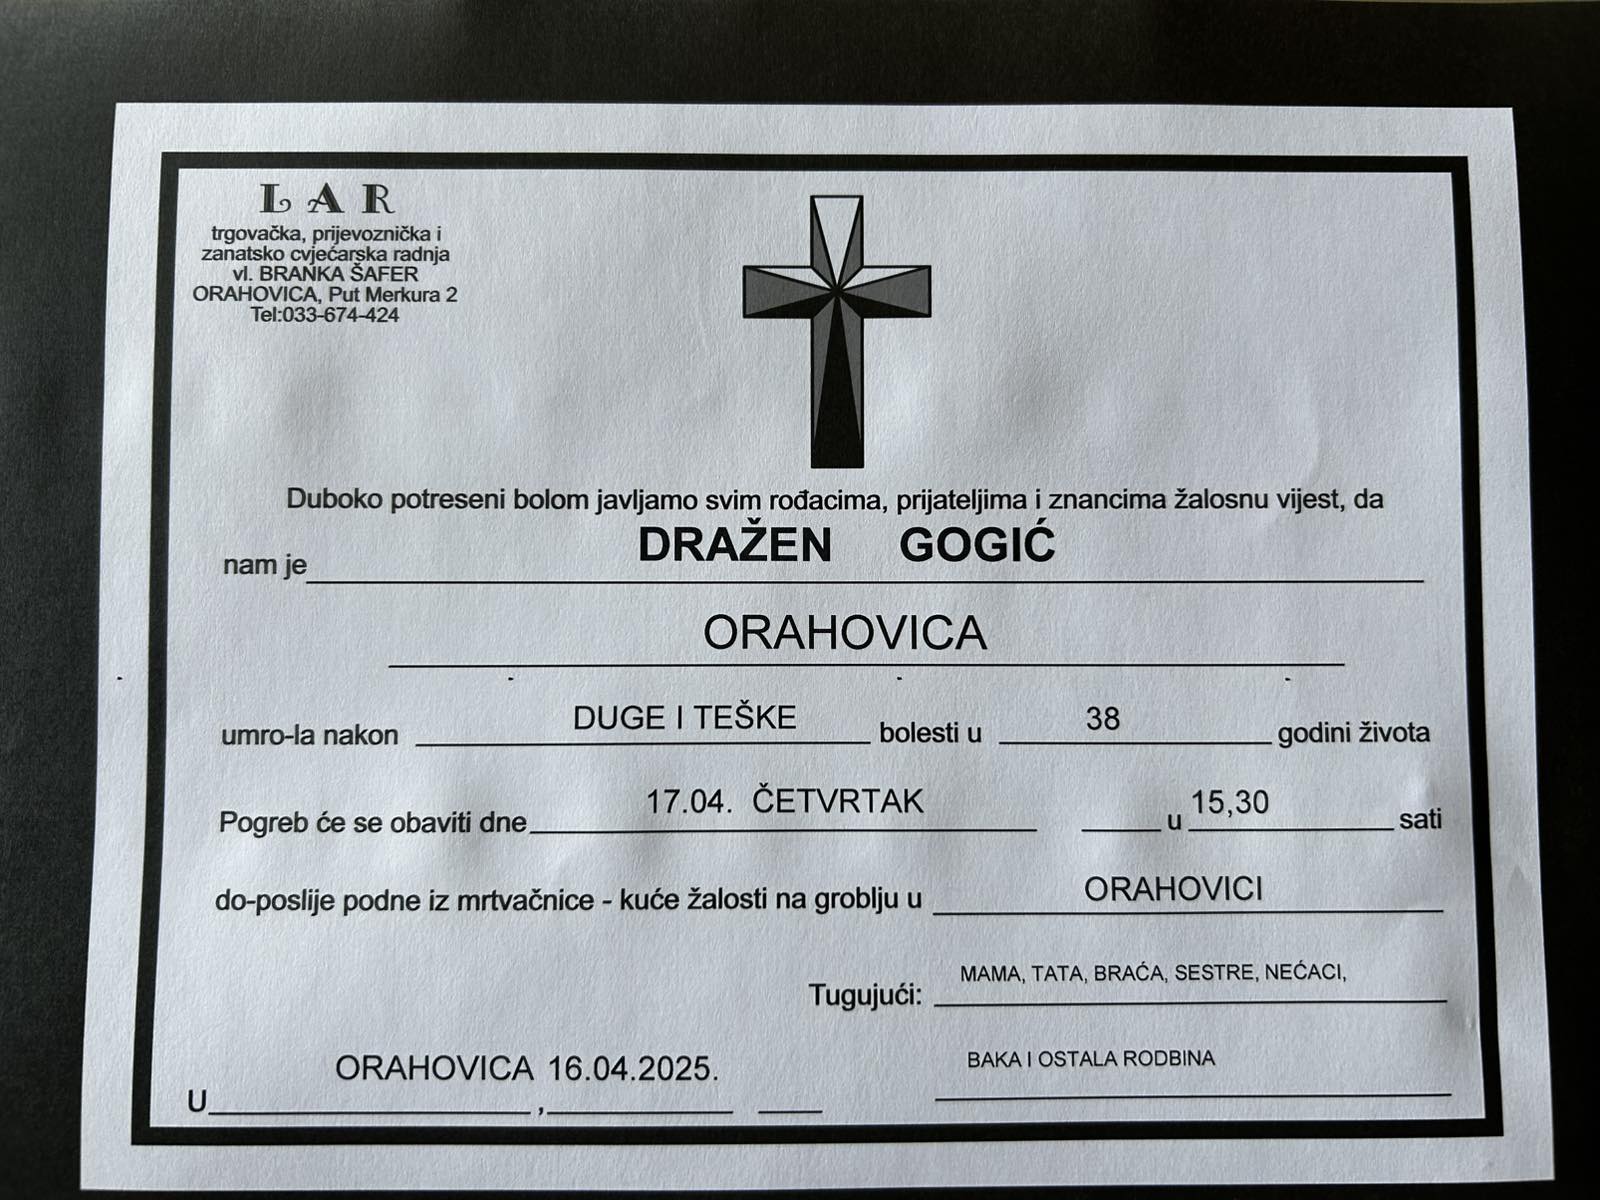 LAR
trgovačka, prijevoznička i
zanatsko cvjećarska radnja
vl. BRANKA ŠAFER
ORAHOVICA, Put Merkura 2
Tel:033-674-424
Duboko potreseni bolom javljamo svim rođacima, prijateljima i znancima žalosnu vijest, da
nam je DRAŽEN GOGIĆ
ORAHOVICA
umro-la nakon DUGE I TEŠKE bolesti u 38 godini života
Pogreb će se obaviti dne 17.04. ČETVRTAK u 15,30 sati
do-poslije podne iz mrtvačnice - kuće žalosti na groblju u ORAHOVICI
Tugujući: MAMA, TATA, BRAĆA, SESTRE, NEĆACI,
BAKA I OSTALA RODBINA
U ORAHOVICA 16.04.2025. ,